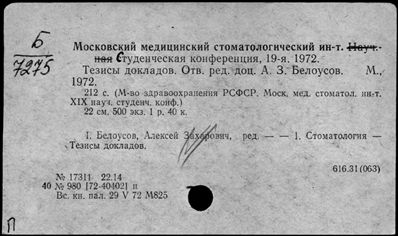 Б
7275
Московский медицинский стоматологический ин-т. Науч.
ная Студенческая конференция, 19-я. 1972.
Тезисы докладов. Отв. ред. доц. А. З. Белоусов. М.,
1972.
212 с. (М-во здравоохранения РСФСР. Моск. мед. стоматол. ин-т.
XIX науч. студенч. конф.)
22 см. 500 экз. 1 р. 40 к.
I. Белоусов, Алексей Захарович, ред. — — 1. Стоматология —
Тезисы докладов.
616.31(063)
№ 17311 22.14
40 № 980 [72-40402] п
Вс. кн. пал. 29 V 72 М825
П